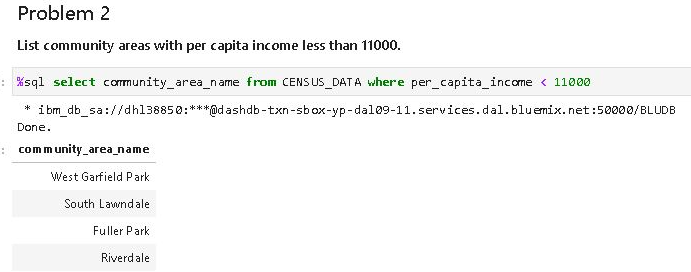 Problem 2
List community areas with per capita income less than 11000.
: %sql select community_area_name from CENSUS_DATA where per_capita_income < 11000
* ibm_db_sa://dhl38850:***@dashdb-txn-sbox-yp-dal09-11.services.dal.bluemix.net:50000/BLUDB
Done.
: community_area_name
West Garfield Park
South Lawndale
Fuller Park
Riverdale